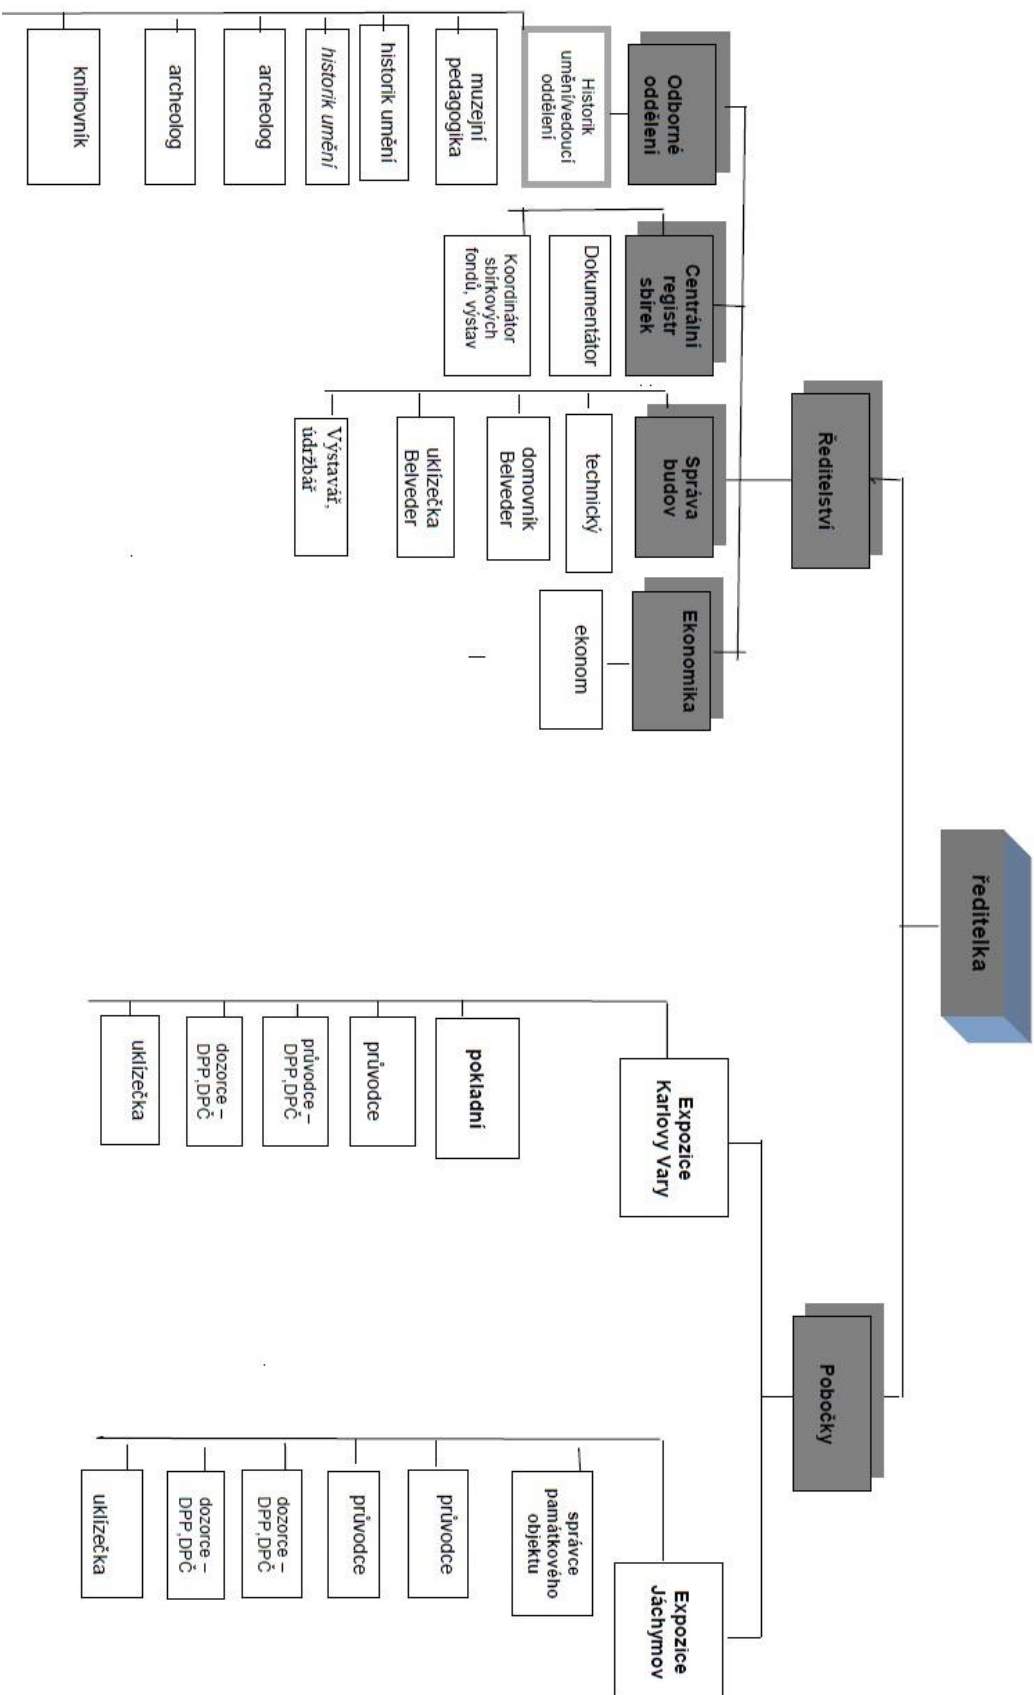 ředitelka
Ředitelství
Pobočky
Odborné
oddělení
Centrální
registr
sbírek
Správa
budov
Ekonomika
Expozice
Karlovy Vary
Expozice
Jáchymov
Historik
umění/vedoucí
oddělení
muzejní
pedagogika
historik umění
historik umění
archeolog
archeolog
knihovník
Dokumentátor
Koordinátor
sbírkových
fondů, výstav
technický
domovník
Belveder
uklízečka
Belveder
Výstavář,
údržbář
ekonom
pokladní
průvodce
průvodce –
DPP,DPČ
dozorce –
DPP,DPČ
uklízečka
správce
památkového
objektu
průvodce
průvodce
dozorce –
DPP,DPČ
dozorce –
DPP,DPČ
uklízečka